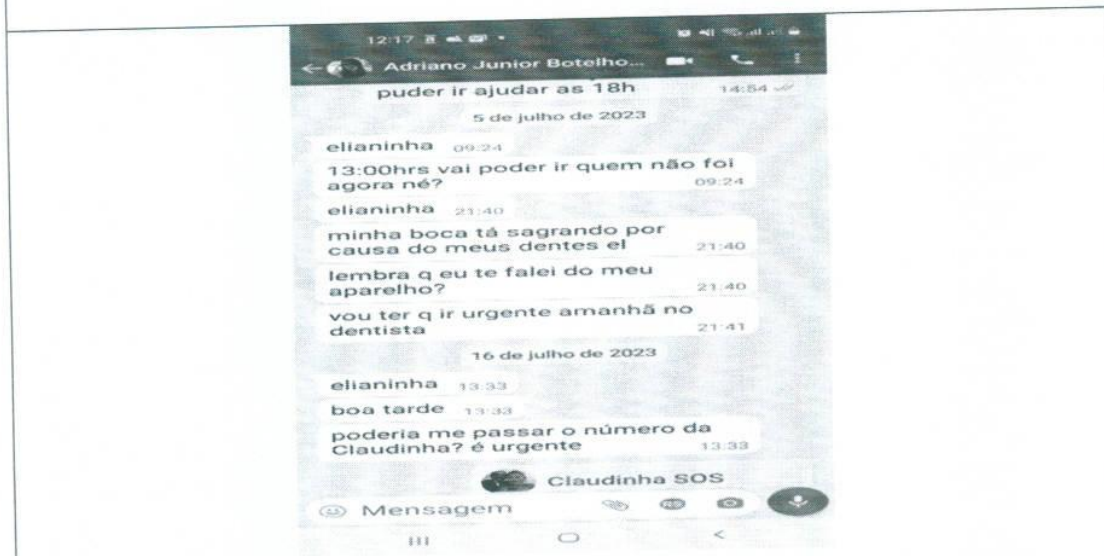 12:17
Adriano Junior Botelho...
puder ir ajudar as 18h 14:54
5 de julho de 2023
elianinha 09:24
13:00hrs vai poder ir quem não foi
agora né? 09:24
elianinha 21:40
minha boca tá sagrando por
causa do meus dentes el 21:40
lembra q eu te falei do meu
aparelho? 21:40
vou ter q ir urgente amanhã no
dentista 21:41
16 de julho de 2023
elianinha 13:33
boa tarde 13:33
poderia me passar o número da
Claudinha? é urgente 13:33
Claudinha SOS
Mensagem